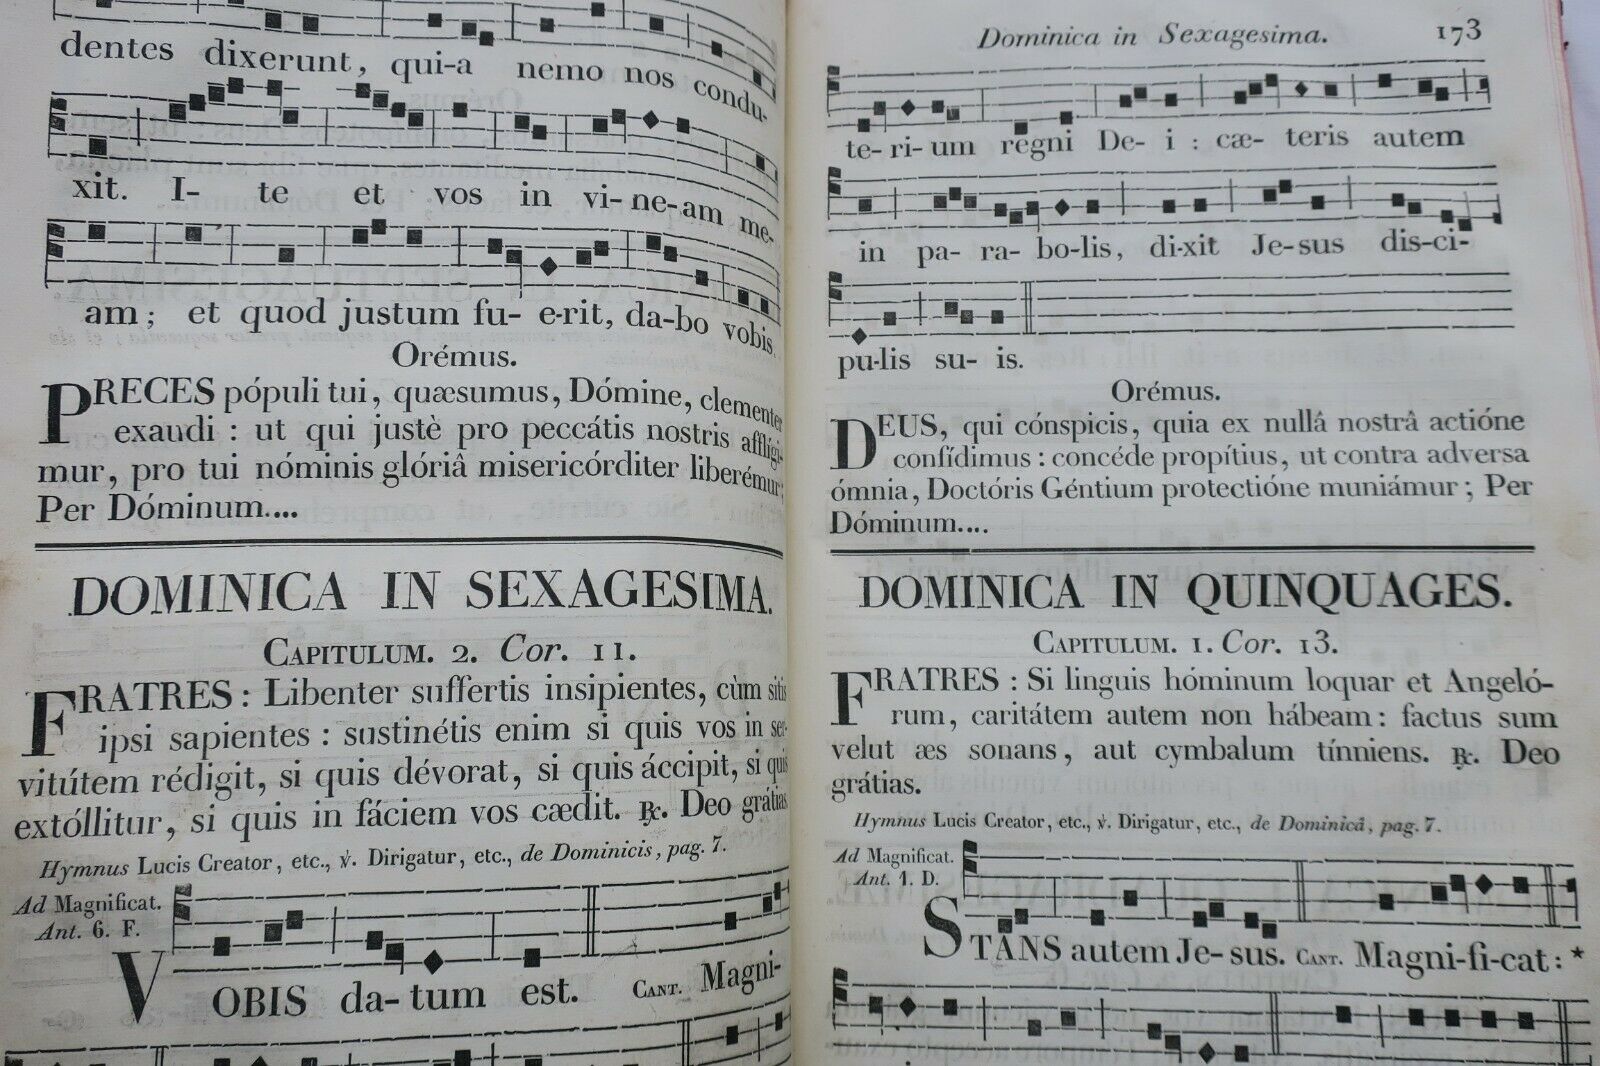 dentes dixerunt, qui-a nemo nos condu-
xit. I- te et vos in vi-ne-am me-
am; et quod justum fu- e-rit, da-bo vobis.
Orémus.
PRECES pópuli tui, quæsumus, Dómine, clementer
exaudi : ut qui justè pro peccátis nostris afflígi-
mur, pro tui nóminis glóriâ misericórditer liberémur;
Per Dóminum....
DOMINICA IN SEXAGESIMA.
CAPITULUM. 2. Cor. 11.
FRATRES : Libenter suffertis insipientes, cùm sitis
ipsi sapientes : sustinétis enim si quis vos in ser-
vitútem rédigit, si quis dévorat, si quis áccipit, si quis
extóllitur, si quis in fáciem vos cædit. ℟. Deo grátias.
Hymnus Lucis Creator, etc., ℣. Dirigatur, etc., de Dominicis, pag. 7.
Ad Magnificat.
Ant. 6. F.
VOBIS da-tum est. CANT. Magni-
Dominica in Sexagesima. 173
te-ri-um regni De- i : cæ- teris autem
in pa- ra- bo-lis, di-xit Je-sus dis-ci-
pu-lis su- is.
Orémus.
DEUS, qui cónspicis, quia ex nullâ nostrâ actióne
confídimus : concéde propítius, ut contra adversa
ómnia, Doctóris Géntium protectióne muniámur ; Per
Dóminum....
DOMINICA IN QUINQUAGES.
CAPITULUM. 1. Cor. 13.
FRATRES : Si linguis hóminum loquar et Angeló-
rum, caritátem autem non hábeam : factus sum
velut æs sonans, aut cymbalum tínniens. ℟. Deo
grátias.
Hymnus Lucis Creator, etc., ℣. Dirigatur, etc., de Dominicâ, pag. 7.
Ad Magnificat.
Ant. 1. D.
STANS autem Je-sus. CANT. Magni-fi-cat : *